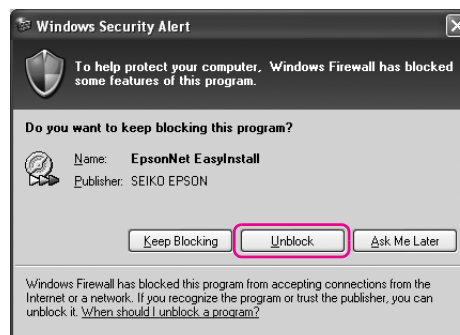 Windows Security Alert
To help protect your computer, Windows Firewall has blocked
some features of this program.
Do you want to keep blocking this program?
Name: EpsonNet EasyInstall
Publisher: SEIKO EPSON
Keep Blocking Unblock Ask Me Later
Windows Firewall has blocked this program from accepting connections from the
Internet or a network. If you recognize the program or trust the publisher, you can
unblock it. When should I unblock a program?